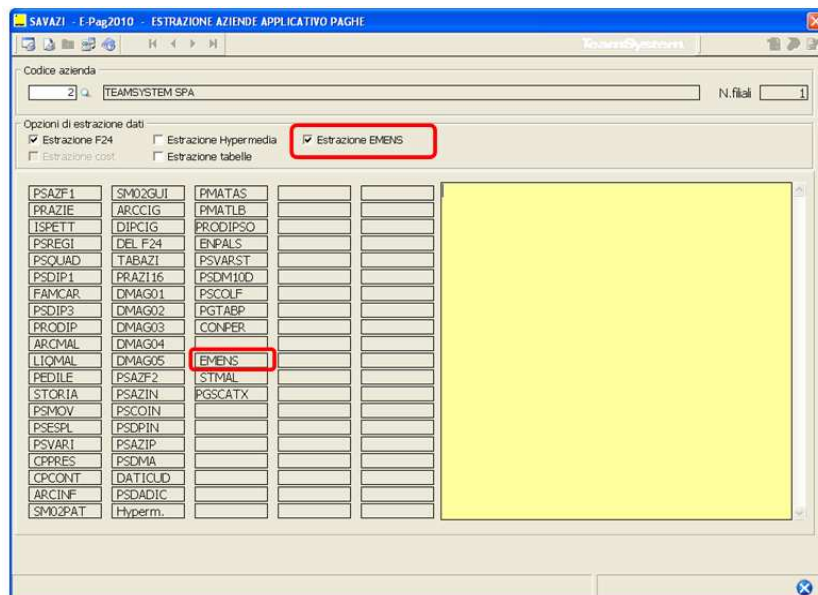 SAVAZI - E-Pag2010 - ESTRAZIONE AZIENDE APPLICATIVO PAGHE
TeamSystem
Codice azienda
2 TEAMSYSTEM SPA N.filiali 1
Opzioni di estrazione dati
Estrazione F24 Estrazione Hypermedia Estrazione EMENS
Estrazione cost Estrazione tabelle
PSAZF1 SM02GUI PMATAS
PRAZIE ARCCIG PMATLB
ISPETT DIPCIG PRODIPSO
PSREGI DEL F24 ENPALS
PSQUAD TABAZI PSVARST
PSDIP1 PRAZI16 PSDM10D
FAMCAR DMAG01 PSCOLF
PSDIP3 DMAG02 PGTABP
PRODIP DMAG03 CONPER
ARCMAL DMAG04
LIQMAL DMAG05 EMENS
PEDILE PSAZF2 STMAL
STORIA PSAZIN PGSCATX
PSMOV PSCOIN
PSESPL PSDPIN
PSVARI PSAZIP
CPPRES PSDMA
CPCONT DATICUD
ARCINF PSDADIC
SM02PAT Hyperm.